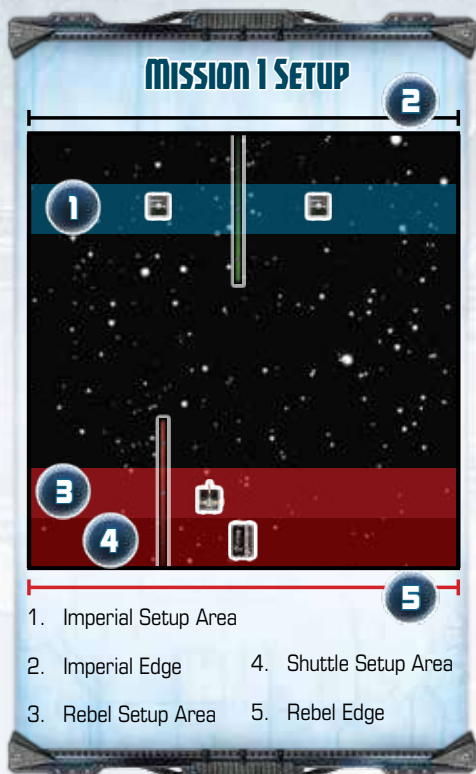 Mission 1 Setup
2
1
3
4
5
1. Imperial Setup Area
2. Imperial Edge
3. Rebel Setup Area
4. Shuttle Setup Area
5. Rebel Edge